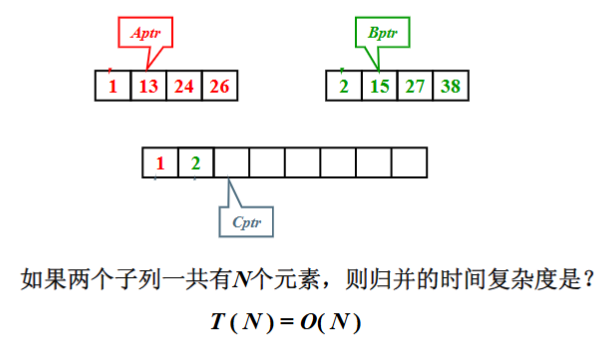 Aptr
Bptr
1 13 24 26
2 15 27 38
1 2
Cptr
如果两个子列一共有N个元素，则归并的时间复杂度是？
T ( N ) = O( N )